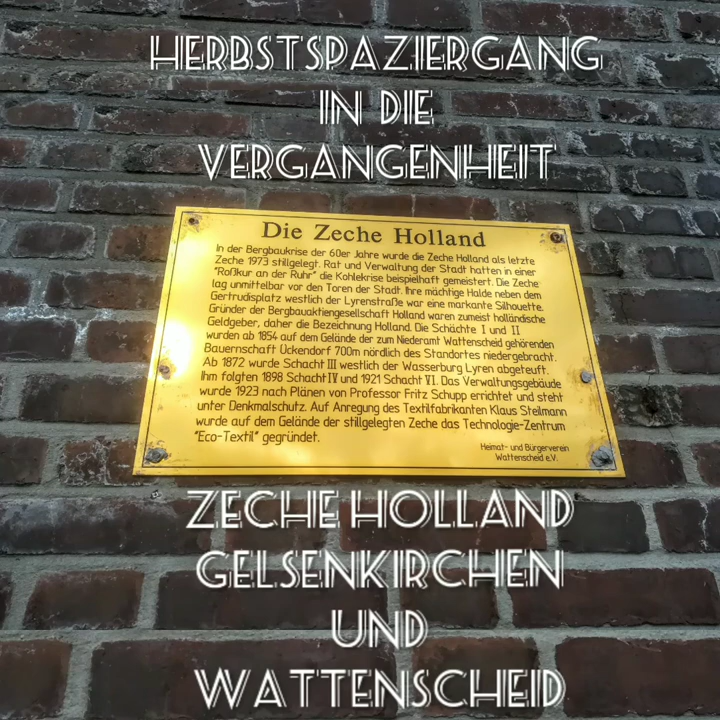 HERBSTSPAZIERGANG
IN DIE
VERGANGENHEIT
Die Zeche Holland
In der Bergbaukrise der 60er Jahre wurde die Zeche Holland als letzte
Zeche 1973 stillgelegt. Rat und Verwaltung der Stadt hatten in einer
"Roßkur an der Ruhr" die Kohlekrise beispielhaft gemeistert. Die Zeche
lag unmittelbar vor den Toren der Stadt. Ihre mächtige Halde neben dem
Gertrudisplatz westlich der Lyrenstraße war eine markante Silhouette.
Gründer der Bergbauaktiengesellschaft Holland waren zumeist holländische
Geldgeber, daher die Bezeichnung Holland. Die Schächte I und II
wurden ab 1854 auf dem Gelände der zum Niederamt Wattenscheid gehörenden
Bauernschaft Ückendorf 700m nördlich des Standortes niedergebracht.
Ab 1872 wurde Schacht III westlich der Wasserburg Lyren abgeteuft.
Ihm folgten 1898 Schacht IV und 1921 Schacht VI. Das Verwaltungsgebäude
wurde 1923 nach Plänen von Professor Fritz Schupp errichtet und steht
unter Denkmalschutz. Auf Anregung des Textilfabrikanten Klaus Steilmann
wurde auf dem Gelände der stillgelegten Zeche das Technologie-Zentrum
"Eco-Textil" gegründet.
Heimat- und Bürgerverein
Wattenscheid e.V.
ZECHE HOLLAND
GELSENKIRCHEN
UND
WATTENSCHEID